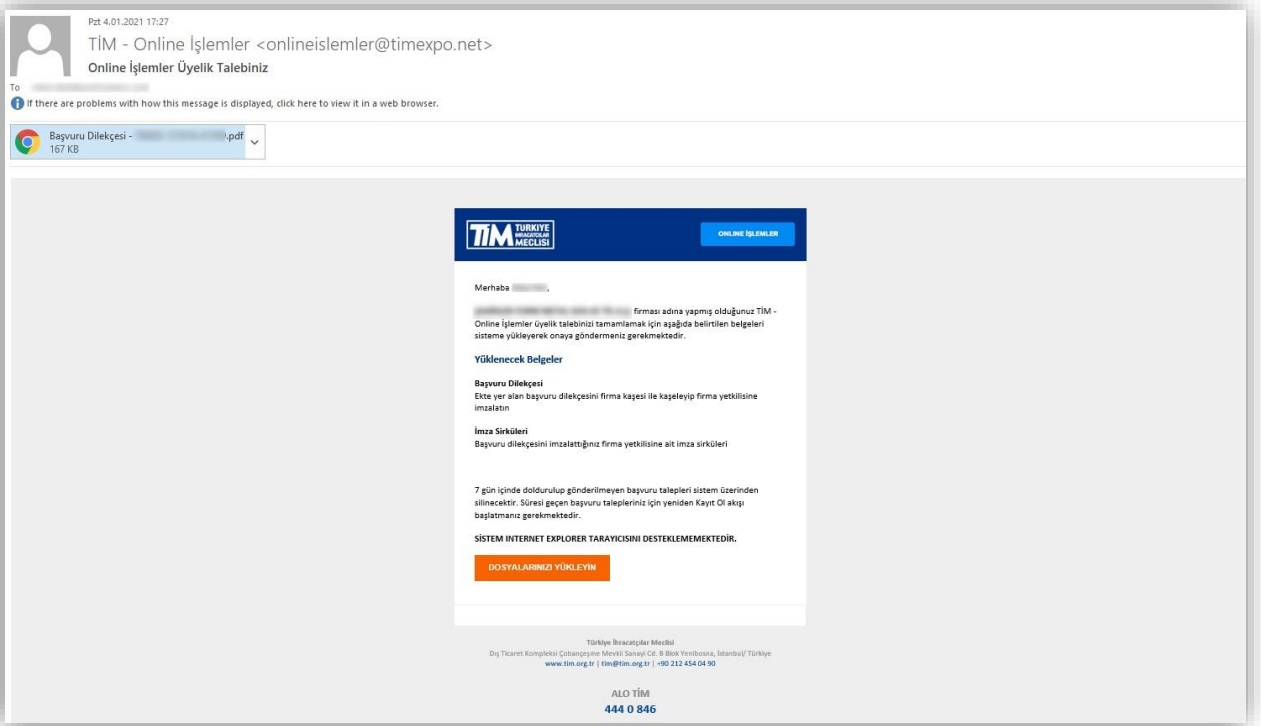 Pzt 4.01.2021 17:27
TİM - Online İşlemler <onlineislemler@timexpo.net>
Online İşlemler Üyelik Talebiniz
To
If there are problems with how this message is displayed, click here to view it in a web browser.
Başvuru Dilekçesi - .pdf
167 KB
TİM TÜRKİYE
İHRACATÇILAR
MECLİSİ
ONLINE İŞLEMLER
Merhaba ,
firması adına yapmış olduğunuz TİM -
Online İşlemler üyelik talebinizi tamamlamak için aşağıda belirtilen belgeleri
sisteme yükleyerek onaya göndermeniz gerekmektedir.
Yüklenecek Belgeler
Başvuru Dilekçesi
Ekte yer alan başvuru dilekçesini firma kaşesi ile kaşeleyip firma yetkilisine
imzalatın
İmza Sirküleri
Başvuru dilekçesini imzalattığınız firma yetkilisine ait imza sirküleri
7 gün içinde doldurulup gönderilmeyen başvuru talepleri sistem üzerinden
silinecektir. Süresi geçen başvuru talepleriniz için yeniden Kayıt Ol akışı
başlatmanız gerekmektedir.
SİSTEM INTERNET EXPLORER TARAYICISINI DESTEKLEMEMEKTEDİR.
DOSYALARINIZI YÜKLEYİN
Türkiye İhracatçılar Meclisi
Dış Ticaret Kompleksi Çobançeşme Mevkii Sanayi Cd. B Blok Yenibosna, İstanbul/ Türkiye
www.tim.org.tr | tim@tim.org.tr | +90 212 454 04 90
ALO TİM
444 0 846